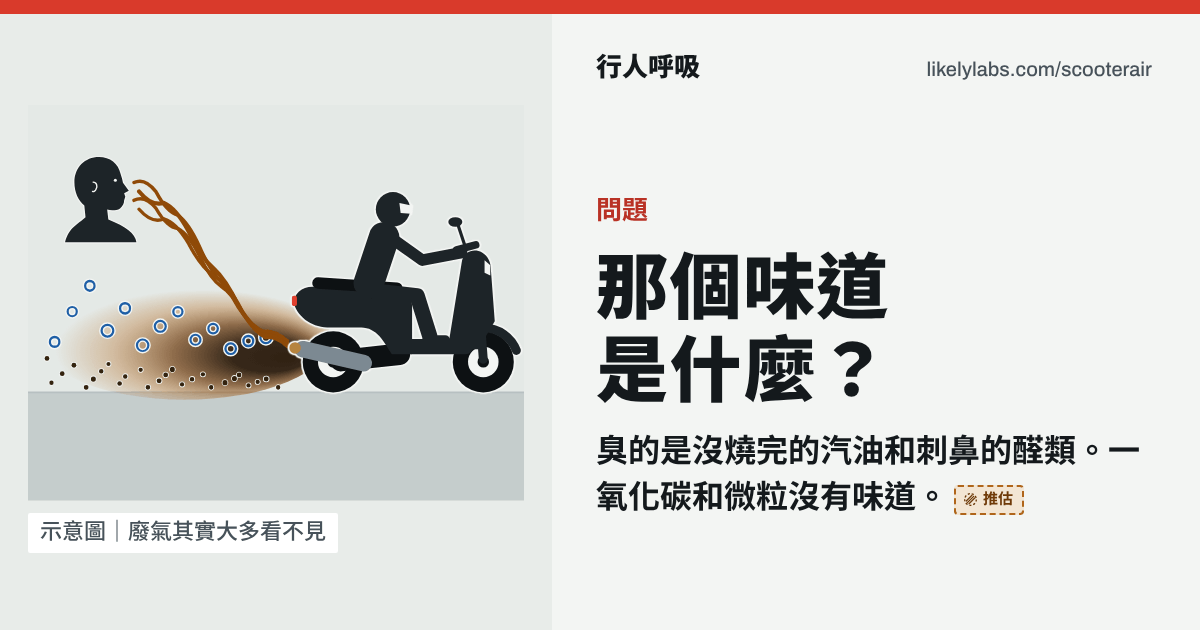 行人呼吸
likelylabs.com/scooterair
問題
那個味道
是什麼？
臭的是沒燒完的汽油和刺鼻的醛類。一
氧化碳和微粒沒有味道。
推估
示意圖｜廢氣其實大多看不見